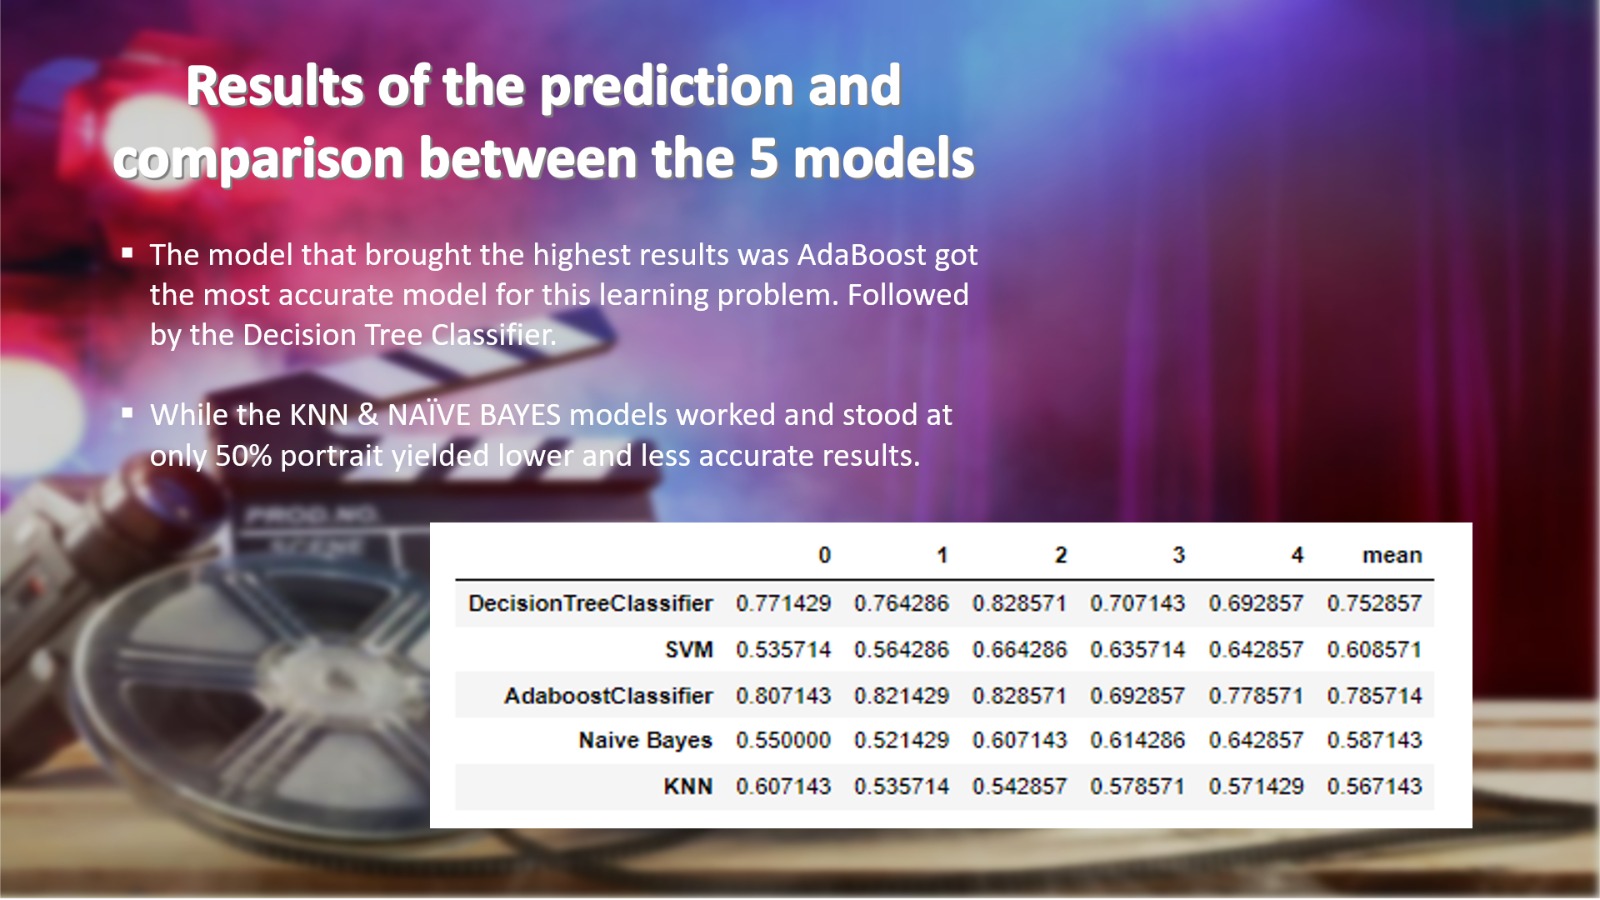 Results of the prediction and
comparison between the 5 models
▪ The model that brought the highest results was AdaBoost got
the most accurate model for this learning problem. Followed
by the Decision Tree Classifier.
▪ While the KNN & NAÏVE BAYES models worked and stood at
only 50% portrait yielded lower and less accurate results.
PROD.NO.
SCENE
0 1 2 3 4 mean
DecisionTreeClassifier 0.771429 0.764286 0.828571 0.707143 0.692857 0.752857
SVM 0.535714 0.564286 0.664286 0.635714 0.642857 0.608571
AdaboostClassifier 0.807143 0.821429 0.828571 0.692857 0.778571 0.785714
Naive Bayes 0.550000 0.521429 0.607143 0.614286 0.642857 0.587143
KNN 0.607143 0.535714 0.542857 0.578571 0.571429 0.567143